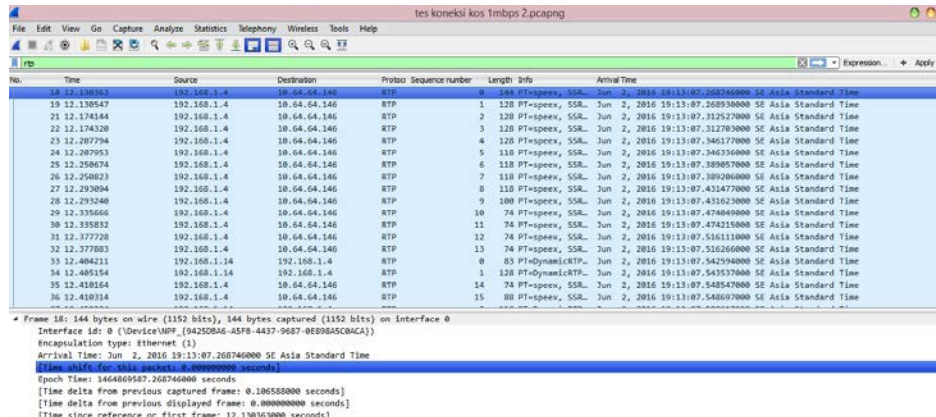 tes koneksi kos 1mbps 2.pcapng
File Edit View Go Capture Analyze Statistics Telephony Wireless Tools Help
rtp Expression... + Apply
No. Time Source Destination Protocol Sequence number Length Info Arrival Time
18 12.130363 192.168.1.4 10.64.64.146 RTP 0 144 PT=speex, SSR… Jun 2, 2016 19:13:07.268746000 SE Asia Standard Time
19 12.130547 192.168.1.4 10.64.64.146 RTP 1 128 PT=speex, SSR… Jun 2, 2016 19:13:07.268930000 SE Asia Standard Time
21 12.174144 192.168.1.4 10.64.64.146 RTP 2 128 PT=speex, SSR… Jun 2, 2016 19:13:07.312527000 SE Asia Standard Time
22 12.174320 192.168.1.4 10.64.64.146 RTP 3 128 PT=speex, SSR… Jun 2, 2016 19:13:07.312703000 SE Asia Standard Time
23 12.207794 192.168.1.4 10.64.64.146 RTP 4 128 PT=speex, SSR… Jun 2, 2016 19:13:07.346177000 SE Asia Standard Time
24 12.207953 192.168.1.4 10.64.64.146 RTP 5 118 PT=speex, SSR… Jun 2, 2016 19:13:07.346336000 SE Asia Standard Time
25 12.250674 192.168.1.4 10.64.64.146 RTP 6 118 PT=speex, SSR… Jun 2, 2016 19:13:07.389057000 SE Asia Standard Time
26 12.250823 192.168.1.4 10.64.64.146 RTP 7 118 PT=speex, SSR… Jun 2, 2016 19:13:07.389206000 SE Asia Standard Time
27 12.293094 192.168.1.4 10.64.64.146 RTP 8 118 PT=speex, SSR… Jun 2, 2016 19:13:07.431477000 SE Asia Standard Time
28 12.293240 192.168.1.4 10.64.64.146 RTP 9 100 PT=speex, SSR… Jun 2, 2016 19:13:07.431623000 SE Asia Standard Time
29 12.335666 192.168.1.4 10.64.64.146 RTP 10 74 PT=speex, SSR… Jun 2, 2016 19:13:07.474049000 SE Asia Standard Time
30 12.335832 192.168.1.4 10.64.64.146 RTP 11 74 PT=speex, SSR… Jun 2, 2016 19:13:07.474215000 SE Asia Standard Time
31 12.377728 192.168.1.4 10.64.64.146 RTP 12 74 PT=speex, SSR… Jun 2, 2016 19:13:07.516111000 SE Asia Standard Time
32 12.377883 192.168.1.4 10.64.64.146 RTP 13 74 PT=speex, SSR… Jun 2, 2016 19:13:07.516266000 SE Asia Standard Time
33 12.404211 192.168.1.14 192.168.1.4 RTP 0 83 PT=DynamicRTP… Jun 2, 2016 19:13:07.542594000 SE Asia Standard Time
34 12.405154 192.168.1.14 192.168.1.4 RTP 1 128 PT=DynamicRTP… Jun 2, 2016 19:13:07.543537000 SE Asia Standard Time
35 12.410164 192.168.1.4 10.64.64.146 RTP 14 74 PT=speex, SSR… Jun 2, 2016 19:13:07.548547000 SE Asia Standard Time
36 12.410314 192.168.1.4 10.64.64.146 RTP 15 88 PT=speex, SSR… Jun 2, 2016 19:13:07.548697000 SE Asia Standard Time
Frame 18: 144 bytes on wire (1152 bits), 144 bytes captured (1152 bits) on interface 0
Interface id: 0 (\Device\NPF_{9425DBA6-A5FB-4437-9687-0E898A5C0ACA})
Encapsulation type: Ethernet (1)
Arrival Time: Jun 2, 2016 19:13:07.268746000 SE Asia Standard Time
[Time shift for this packet: 0.000000000 seconds]
Epoch Time: 1464869587.268746000 seconds
[Time delta from previous captured frame: 0.106588000 seconds]
[Time delta from previous displayed frame: 0.000000000 seconds]
[Time since reference or first frame: 12.130363000 seconds]